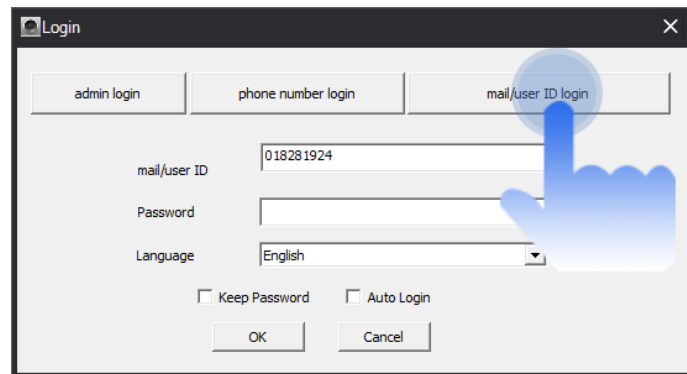 Login
admin login
phone number login
mail/user ID login
mail/user ID
018281924
Password
Language
English
Keep Password
Auto Login
OK
Cancel